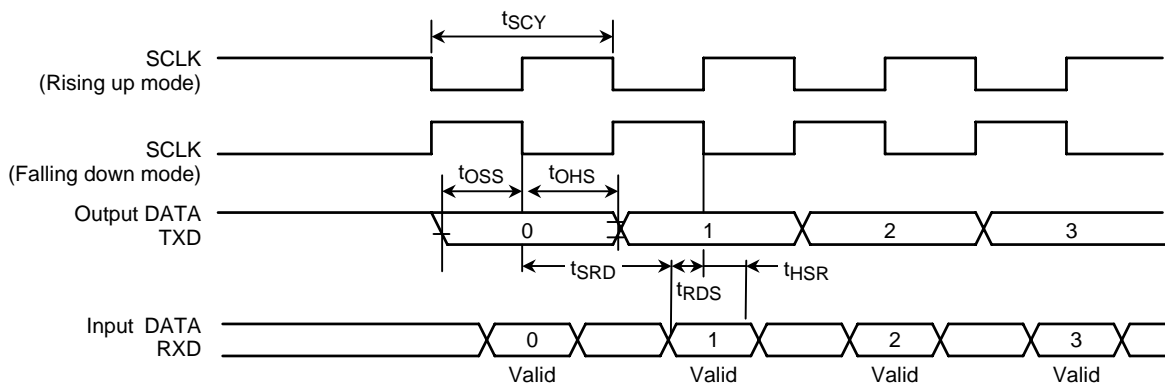 tSCY
SCLK
(Rising up mode)
SCLK
(Falling down mode)
tOSS
tOHS
Output DATA
TXD
0
1
2
3
tSRD
tRDS
tHSR
Input DATA
RXD
0
1
2
3
Valid
Valid
Valid
Valid